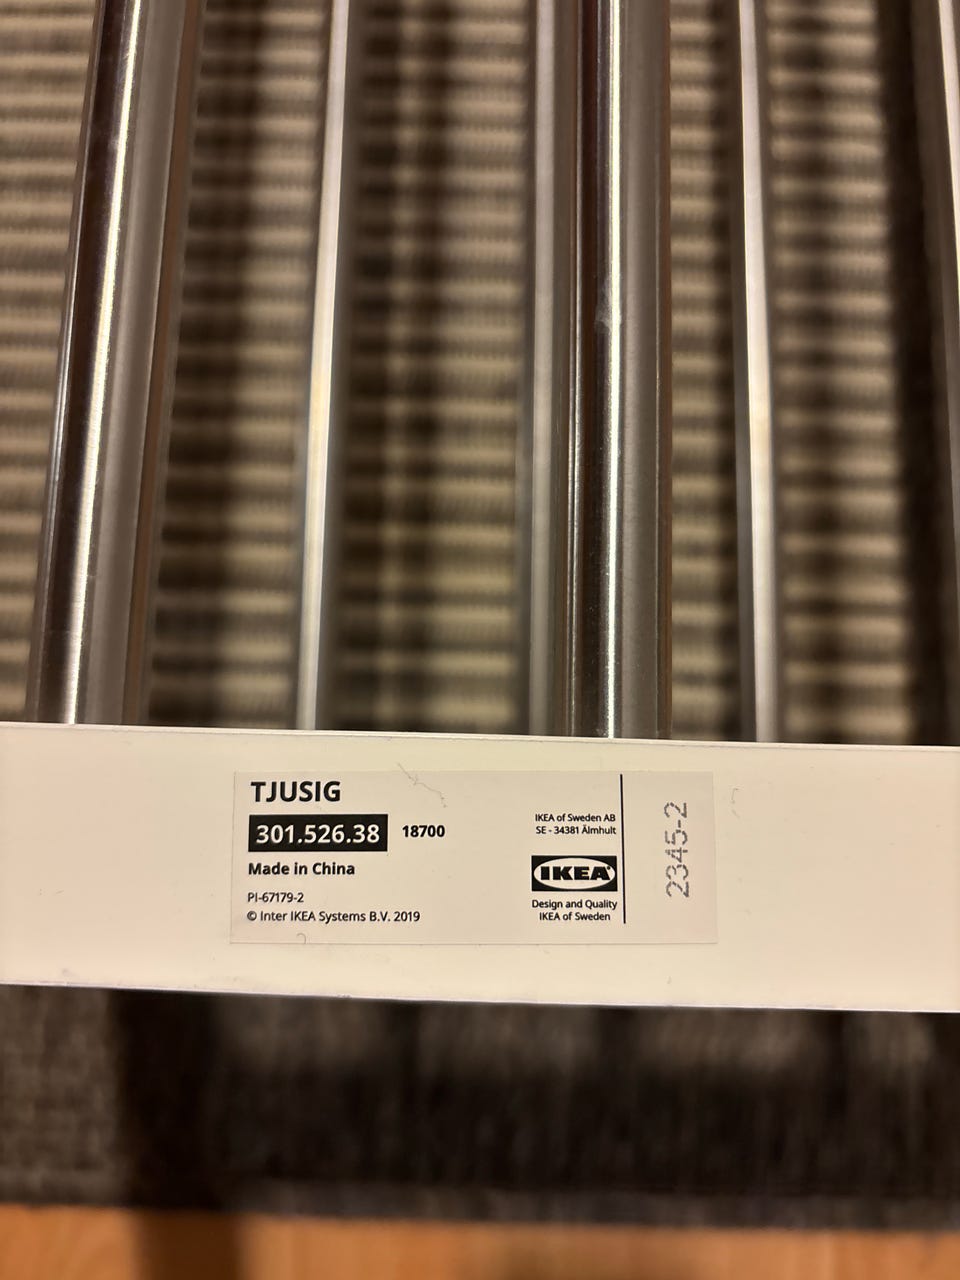 TJUSIG
301.526.38 18700
Made in China
PI-67179-2
© Inter IKEA Systems B.V. 2019
IKEA of Sweden AB
SE - 34381 Älmhult
IKEA
Design and Quality
IKEA of Sweden
2345-2